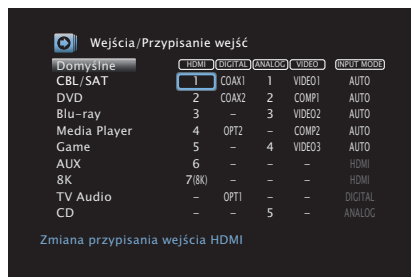 Wejścia/Przypisanie wejść
Domyślne HDMI DIGITAL ANALOG VIDEO INPUT MODE
CBL/SAT 1 COAX1 1 VIDEO1 AUTO
DVD 2 COAX2 2 COMP1 AUTO
Blu-ray 3 – 3 VIDEO2 AUTO
Media Player 4 OPT2 – COMP2 AUTO
Game 5 – 4 VIDEO3 AUTO
AUX 6 – – – HDMI
8K 7(8K) – – – HDMI
TV Audio – OPT1 – – DIGITAL
CD – – 5 – ANALOG
Zmiana przypisania wejścia HDMI